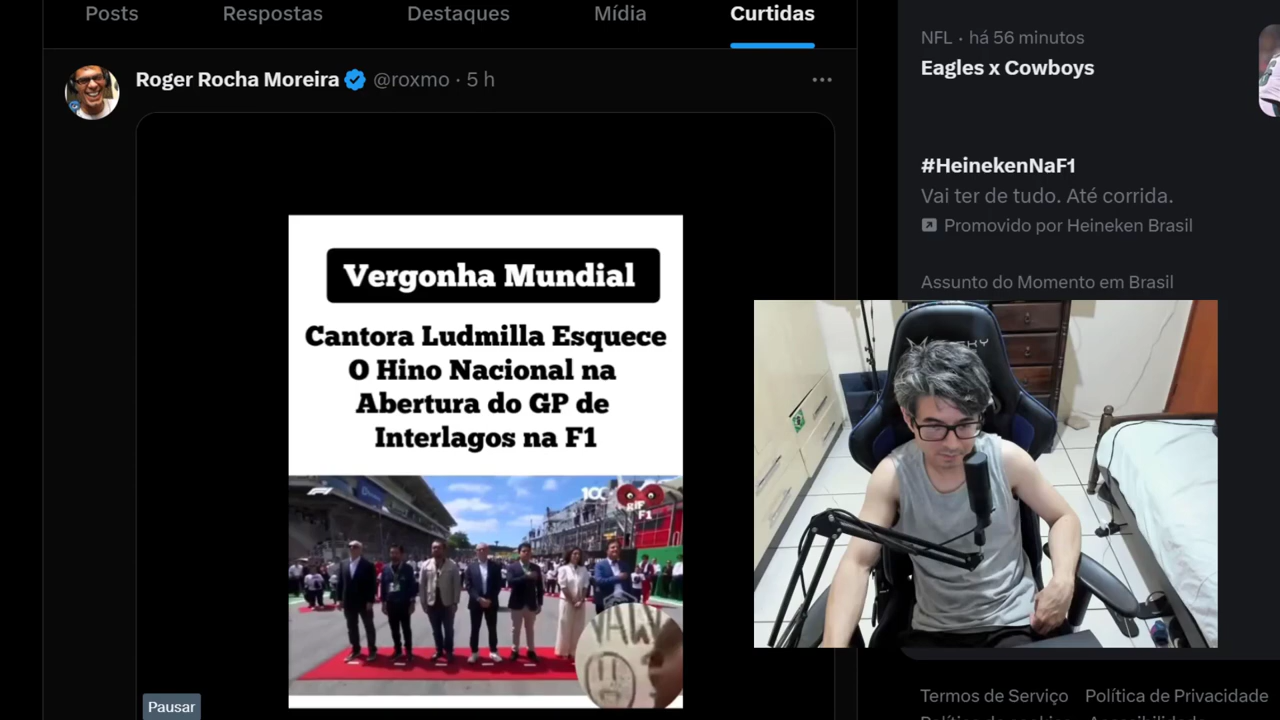 Posts Respostas Destaques Mídia Curtidas
Roger Rocha Moreira @roxmo · 5 h
Vergonha Mundial
Cantora Ludmilla Esquece
O Hino Nacional na
Abertura do GP de
Interlagos na F1
100
F1
Pausar
NFL · há 56 minutos
Eagles x Cowboys
#HeinekenNaF1
Vai ter de tudo. Até corrida.
Promovido por Heineken Brasil
Assunto do Momento em Brasil
Termos de Serviço Política de Privacidade